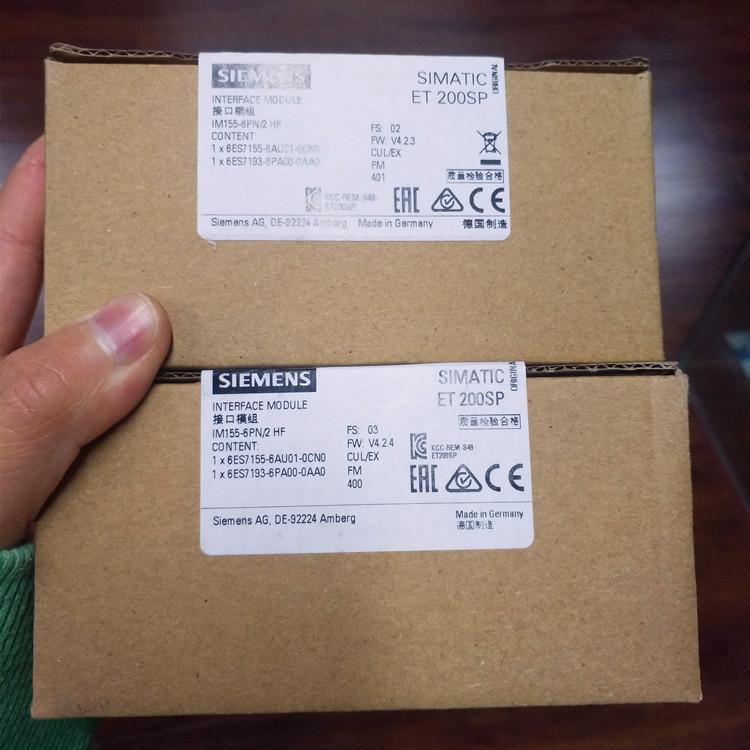 SIEMENS
SIMATIC
ET 200SP
ORIGINAL
INTERFACE MODULE
接口模组
IM155-6PN/2 HF
CONTENT:
1 x 6ES7155-6AU01-0CN0
1 x 6ES7193-6PA00-0AA0
FS: 02
FW: V4.2.3
CUL/EX
FM
401
质量检验合格
KCC-REM-S49-
ET200SP
EAC
CE
Siemens AG, DE-92224 Amberg
Made in Germany
德国制造
SIEMENS
SIMATIC
ET 200SP
ORIGINA
质量检验合格
INTERFACE MODULE
接口模组
IM155-6PN/2 HF
CONTENT:
1 x 6ES7155-6AU01-0CN0
1 x 6ES7193-6PA00-0AA0
FS: 03
FW: V4.2.4
CUL/EX
FM
400
KCC-REM-S49
ET200SP
EAC
CE
Siemens AG, DE-92224 Amberg
Made in Germany
德国制造